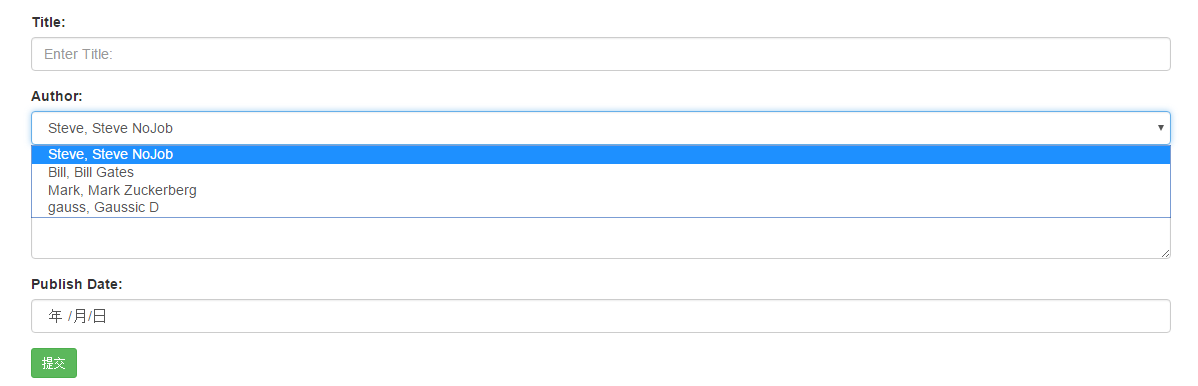 Title:
Enter Title:
Author:
Steve, Steve NoJob
Steve, Steve NoJob
Bill, Bill Gates
Mark, Mark Zuckerberg
gauss, Gaussic D
Publish Date:
年 /月/日
提交